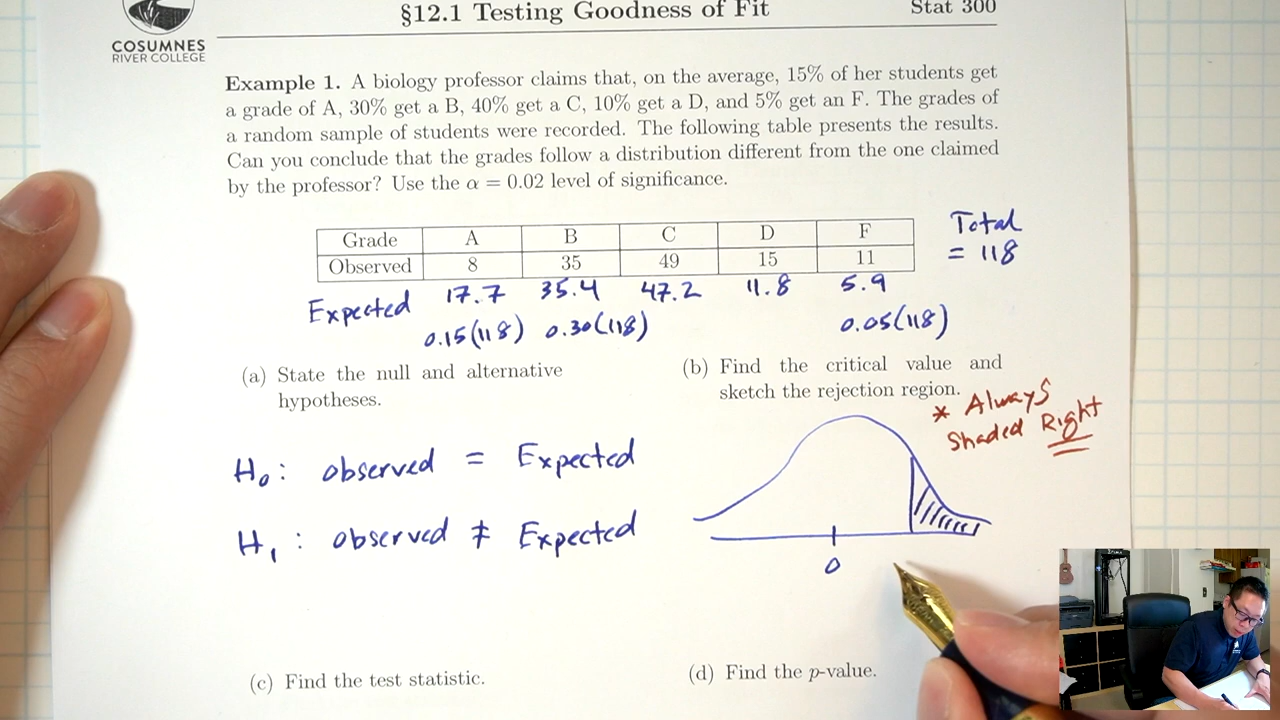 §12.1 Testing Goodness of Fit
Stat 300
COSUMNES
RIVER COLLEGE
Example 1. A biology professor claims that, on the average, 15% of her students get
a grade of A, 30% get a B, 40% get a C, 10% get a D, and 5% get an F. The grades of
a random sample of students were recorded. The following table presents the results.
Can you conclude that the grades follow a distribution different from the one claimed
by the professor? Use the α = 0.02 level of significance.
Grade A B C D F
Observed 8 35 49 15 11
Total
= 118
Expected 17.7 35.4 47.2 11.8 5.9
0.15(118) 0.30(118) 0.05(118)
(a) State the null and alternative
hypotheses.
H₀: observed = Expected
H₁: observed ≠ Expected
(b) Find the critical value and
sketch the rejection region.
* Always
Shaded Right
0
(c) Find the test statistic.
(d) Find the p-value.